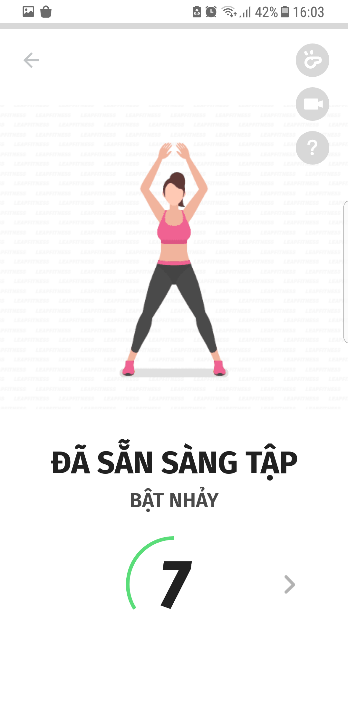 42% 16:03
?
ĐÃ SẴN SÀNG TẬP
BẬT NHẢY
7